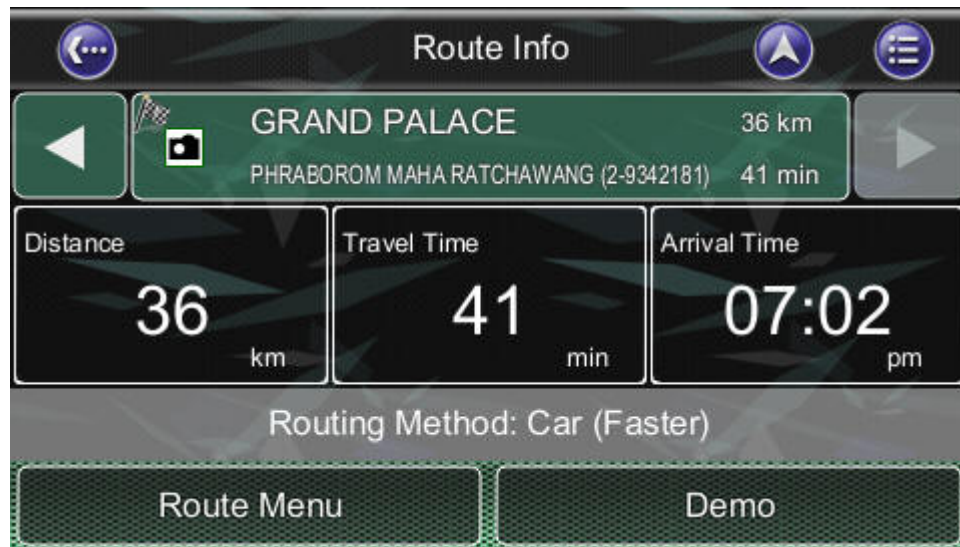 Route Info
GRAND PALACE 36 km
PHRABOROM MAHA RATCHAWANG (2-9342181) 41 min
Distance Travel Time Arrival Time
36 km 41 min 07:02 pm
Routing Method: Car (Faster)
Route Menu Demo